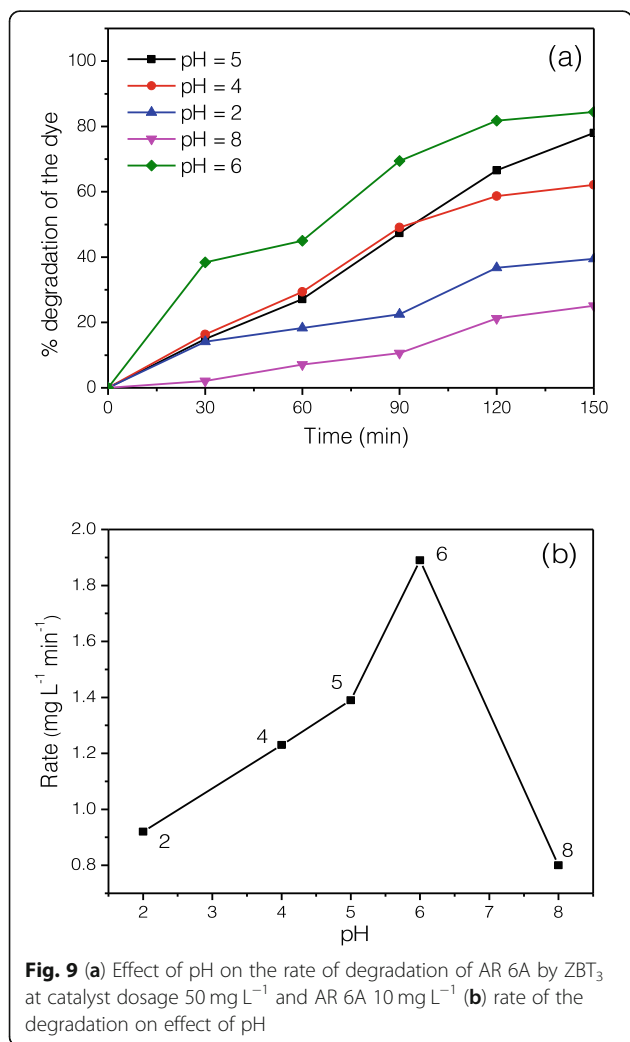 (a)
pH = 5
pH = 4
pH = 2
pH = 8
pH = 6
% degradation of the dye
100
80
60
40
20
0
0 30 60 90 120 150
Time (min)
(b)
Rate (mg L⁻¹ min⁻¹)
2.0
1.8
1.6
1.4
1.2
1.0
0.8
2
4
5
6
8
2 3 4 5 6 7 8
pH
Fig. 9 (a) Effect of pH on the rate of degradation of AR 6A by ZBT₃
at catalyst dosage 50 mg L⁻¹ and AR 6A 10 mg L⁻¹ (b) rate of the
degradation on effect of pH